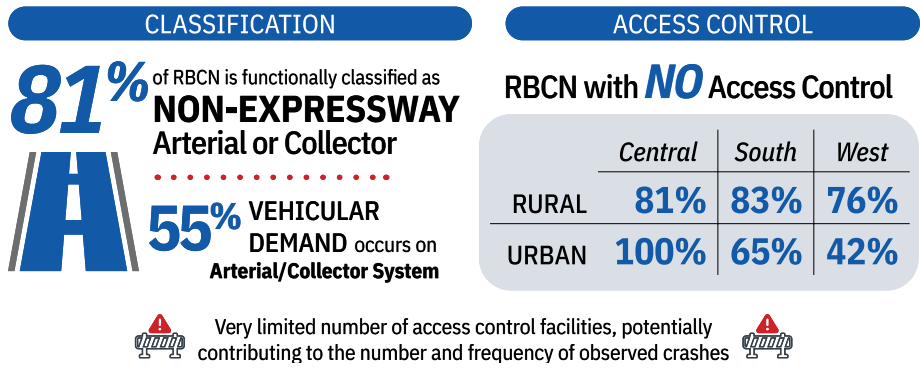 CLASSIFICATION
81% of RBCN is functionally classified as
NON-EXPRESSWAY
Arterial or Collector
55% VEHICULAR
DEMAND occurs on
Arterial/Collector System
ACCESS CONTROL
RBCN with NO Access Control
Central South West
RURAL 81% 83% 76%
URBAN 100% 65% 42%
Very limited number of access control facilities, potentially
contributing to the number and frequency of observed crashes